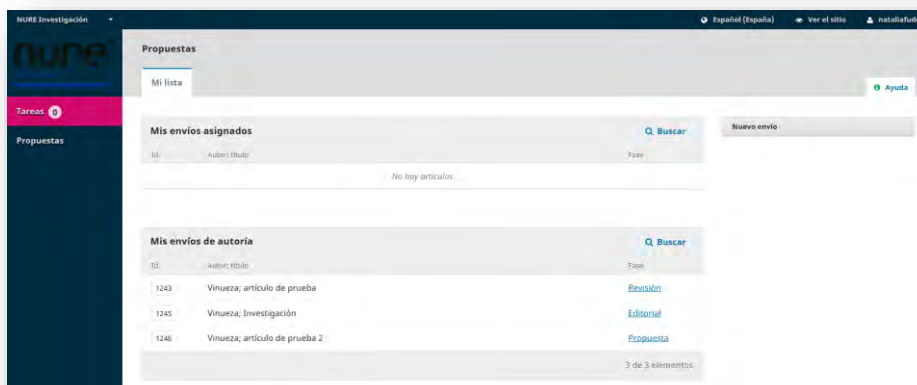 NURE Investigación
Español (España) Ver el sitio nataliafude
nure
Propuestas
Mi lista
Ayuda
Tareas 0
Propuestas
Mis envíos asignados Buscar
Nuevo envío
Id. Autor; título Fase
No hay artículos
Mis envíos de autoría Buscar
Id. Autor; título Fase
1243 Vinueza; artículo de prueba Revisión
1245 Vinueza; Investigación Editorial
1246 Vinueza; artículo de prueba 2 Propuesta
3 de 3 elementos